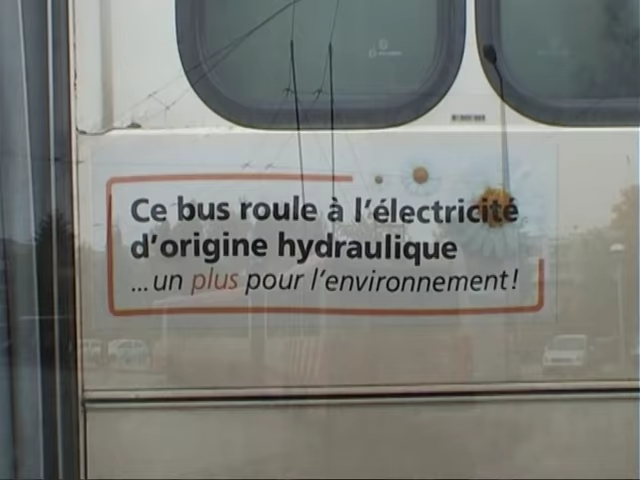 Ce bus roule à l'électricité
d'origine hydraulique
...un plus pour l'environnement!